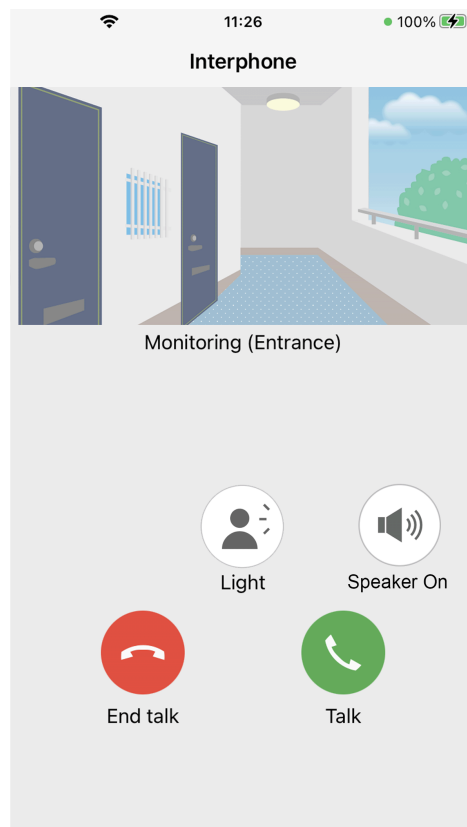 11:26
100%
Interphone
Monitoring (Entrance)
Light
Speaker On
End talk
Talk